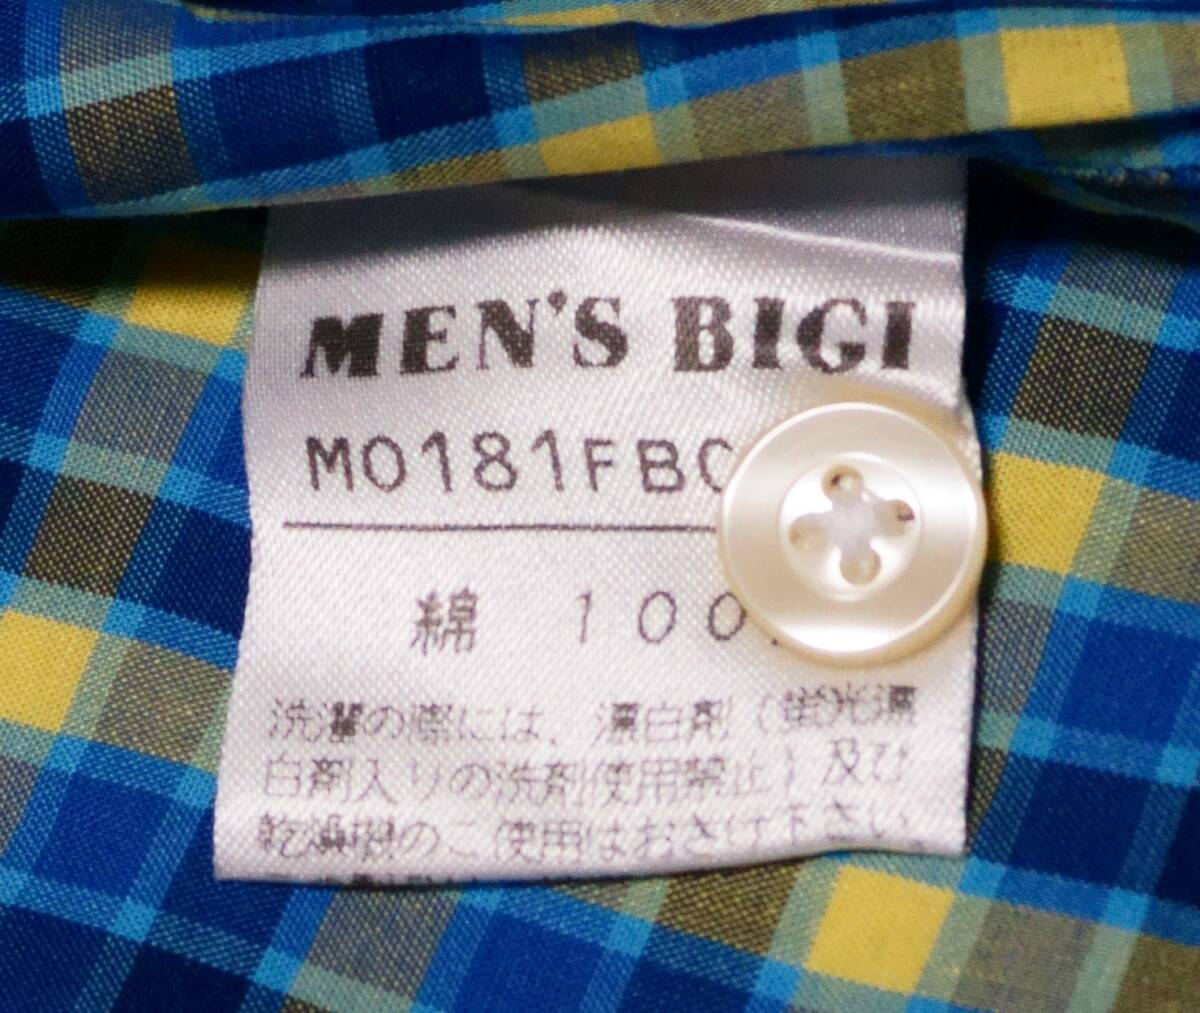 MEN'S BIGI
M0181FB
綿 100
洗濯の際には、漂白剤(蛍光漂
白剤入りの洗剤使用禁止)及び
乾燥機のご使用はおさけ下さい